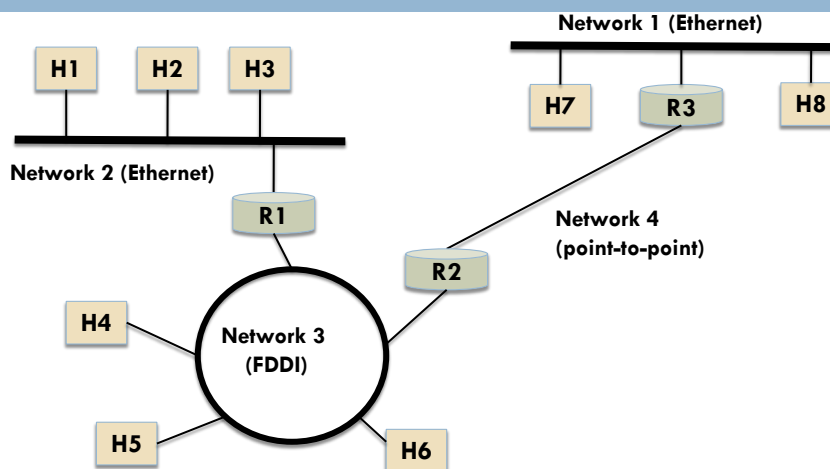 Network 1 (Ethernet)
H1
H2
H3
H7
R3
H8
Network 2 (Ethernet)
R1
Network 4
(point-to-point)
R2
H4
Network 3
(FDDI)
H5
H6